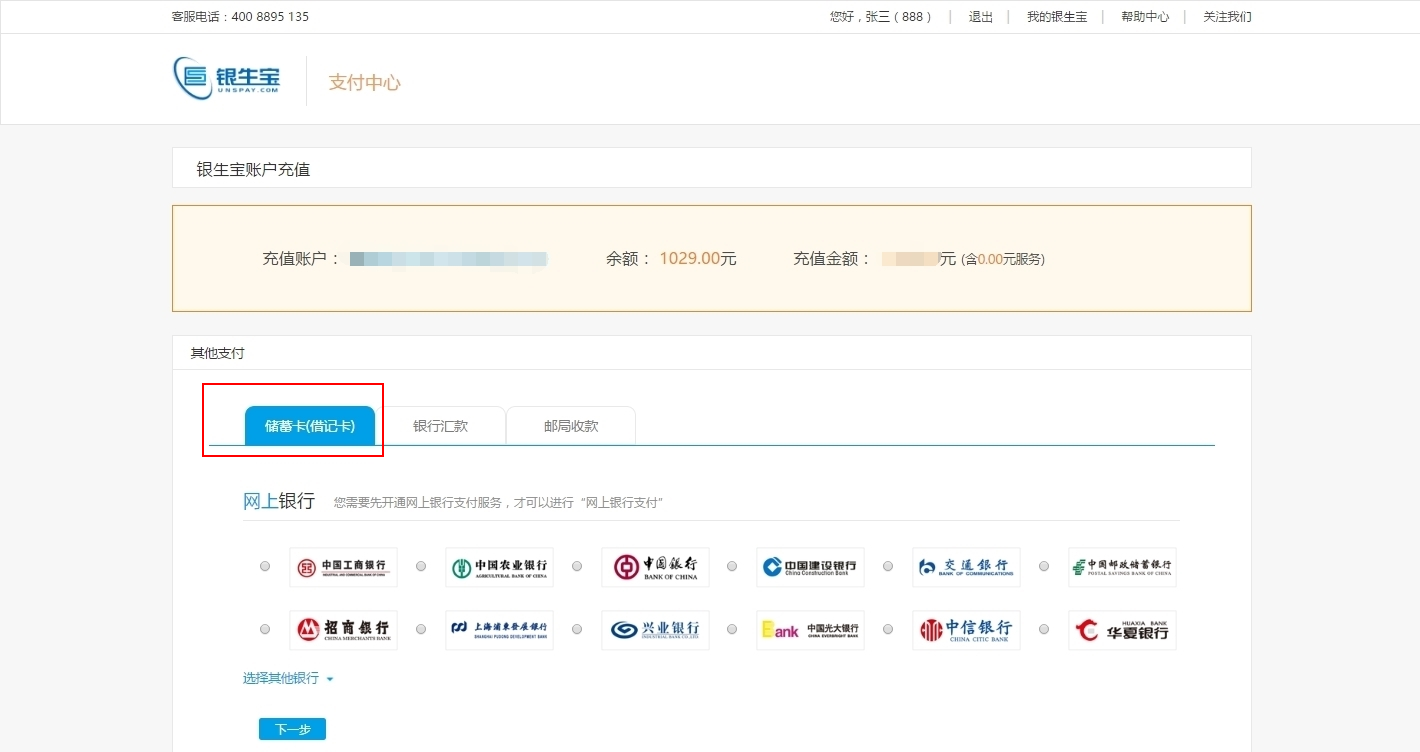 客服电话：400 8895 135 您好，张三（888） | 退出 | 我的银生宝 | 帮助中心 | 关注我们
银生宝 支付中心
UNSPAY.COM
银生宝账户充值
充值账户： 余额： 1029.00元 充值金额： 元 (含0.00元服务)
其他支付
储蓄卡(借记卡) 银行汇款 邮局收款
网上银行 您需要先开通网上银行支付服务，才可以进行“网上银行支付”
中国工商银行 中国农业银行 中国银行 中国建设银行 交通银行 中国邮政储蓄银行
INDUSTRIAL AND COMMERCIAL BANK OF CHINA AGRICULTURAL BANK OF CHINA BANK OF CHINA China Construction Bank BANK OF COMMUNICATIONS POSTAL SAVINGS BANK OF CHINA
招商银行 上海浦東發展銀行 兴业银行 Bank 中国光大银行 中信银行 HUAXIA BANK 华夏银行
CHINA MERCHANTS BANK SHANGHAI PUDONG DEVELOPMENT BANK INDUSTRIAL BANK CO.,LTD. CHINA EVERBRIGHT BANK CHINA CITIC BANK
选择其他银行
下一步